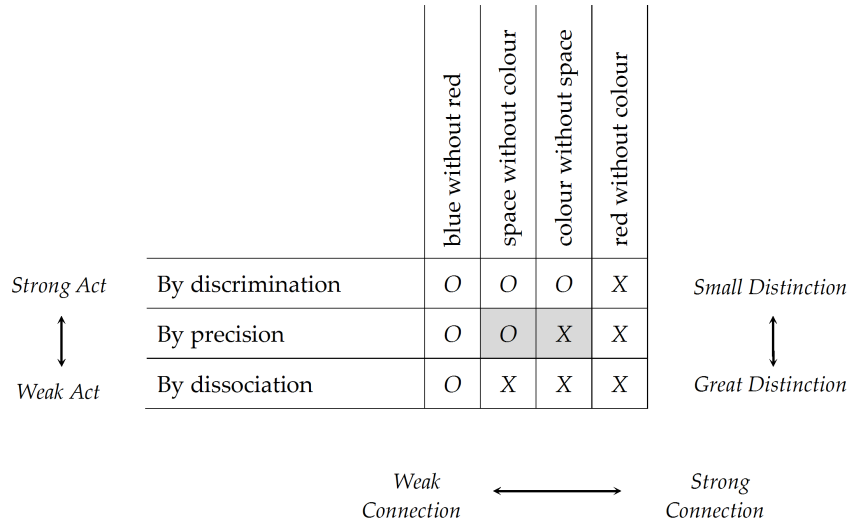 blue without red
space without colour
colour without space
red without colour
Strong Act
By discrimination O O O X
Small Distinction
By precision O O X X
Weak Act
By dissociation O X X X
Great Distinction
Weak
Connection
Strong
Connection